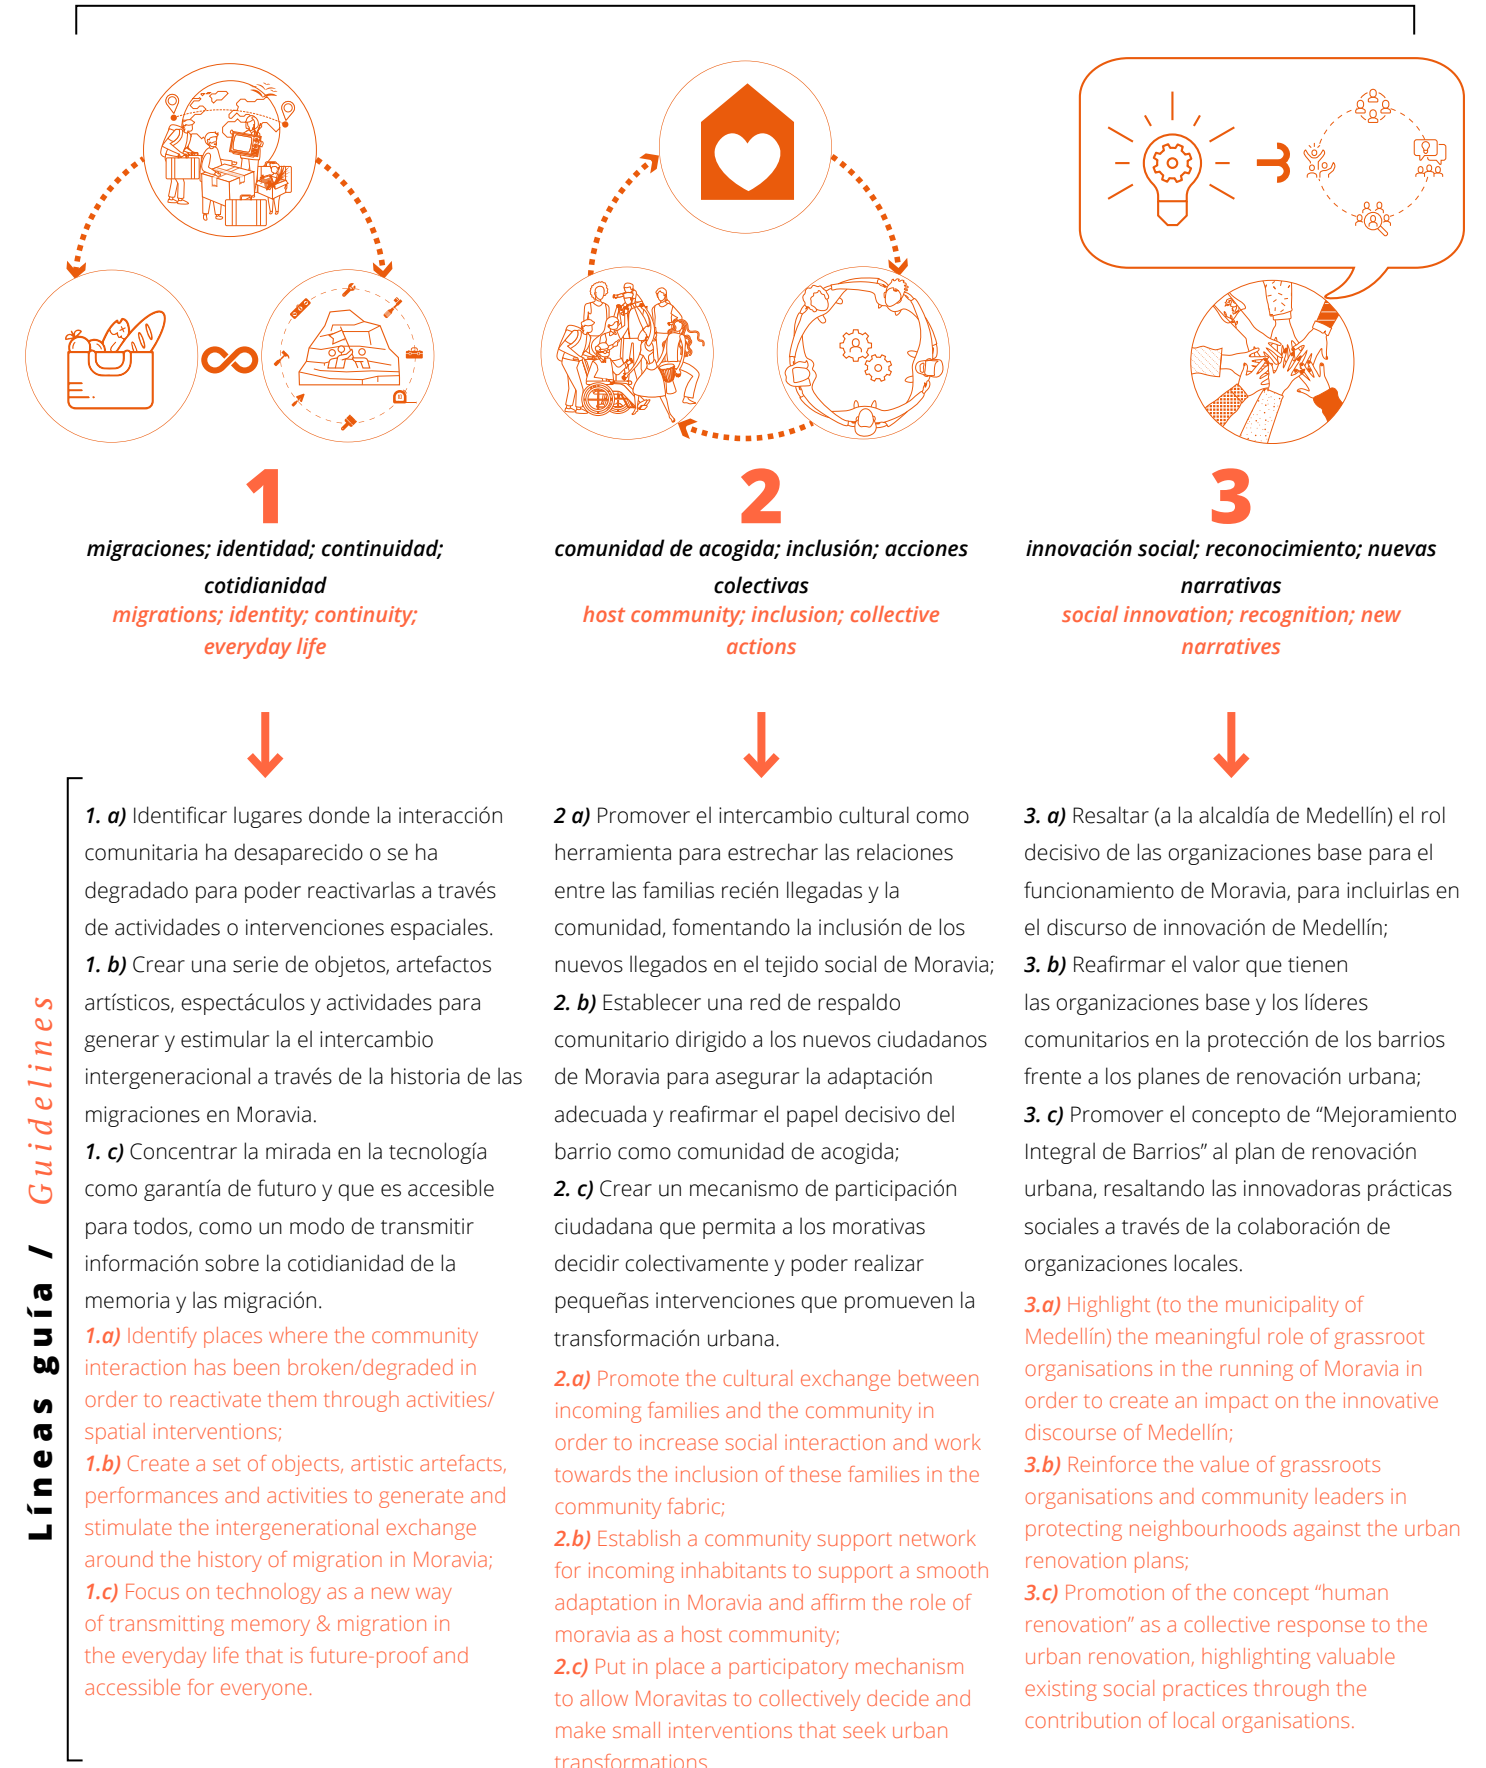 1
migraciones; identidad; continuidad;
cotidianidad
migrations; identity; continuity;
everyday life
2
comunidad de acogida; inclusión; acciones
colectivas
host community; inclusion; collective
actions
3
innovación social; reconocimiento; nuevas
narrativas
social innovation; recognition; new
narratives
Líneas guía / Guidelines
1. a) Identificar lugares donde la interacción
comunitaria ha desaparecido o se ha
degradado para poder reactivarlas a través
de actividades o intervenciones espaciales.
1. b) Crear una serie de objetos, artefactos
artísticos, espectáculos y actividades para
generar y estimular la el intercambio
intergeneracional a través de la historia de las
migraciones en Moravia.
1. c) Concentrar la mirada en la tecnología
como garantía de futuro y que es accesible
para todos, como un modo de transmitir
información sobre la cotidianidad de la
memoria y las migración.
1.a) Identify places where the community
interaction has been broken/degraded in
order to reactivate them through activities/
spatial interventions;
1.b) Create a set of objects, artistic artefacts,
performances and activities to generate and
stimulate the intergenerational exchange
around the history of migration in Moravia;
1.c) Focus on technology as a new way
of transmitting memory & migration in
the everyday life that is future-proof and
accessible for everyone.
2 a) Promover el intercambio cultural como
herramienta para estrechar las relaciones
entre las familias recién llegadas y la
comunidad, fomentando la inclusión de los
nuevos llegados en el tejido social de Moravia;
2. b) Establecer una red de respaldo
comunitario dirigido a los nuevos ciudadanos
de Moravia para asegurar la adaptación
adecuada y reafirmar el papel decisivo del
barrio como comunidad de acogida;
2. c) Crear un mecanismo de participación
ciudadana que permita a los morativas
decidir colectivamente y poder realizar
pequeñas intervenciones que promueven la
transformación urbana.
2.a) Promote the cultural exchange between
incoming families and the community in
order to increase social interaction and work
towards the inclusion of these families in the
community fabric;
2.b) Establish a community support network
for incoming inhabitants to support a smooth
adaptation in Moravia and affirm the role of
moravia as a host community;
2.c) Put in place a participatory mechanism
to allow Moravitas to collectively decide and
make small interventions that seek urban
transformations
3. a) Resaltar (a la alcaldía de Medellín) el rol
decisivo de las organizaciones base para el
funcionamiento de Moravia, para incluirlas en
el discurso de innovación de Medellín;
3. b) Reafirmar el valor que tienen
las organizaciones base y los líderes
comunitarios en la protección de los barrios
frente a los planes de renovación urbana;
3. c) Promover el concepto de “Mejoramiento
Integral de Barrios” al plan de renovación
urbana, resaltando las innovadoras prácticas
sociales a través de la colaboración de
organizaciones locales.
3.a) Highlight (to the municipality of
Medellín) the meaningful role of grassroot
organisations in the running of Moravia in
order to create an impact on the innovative
discourse of Medellín;
3.b) Reinforce the value of grassroots
organisations and community leaders in
protecting neighbourhoods against the urban
renovation plans;
3.c) Promotion of the concept “human
renovation” as a collective response to the
urban renovation, highlighting valuable
existing social practices through the
contribution of local organisations.